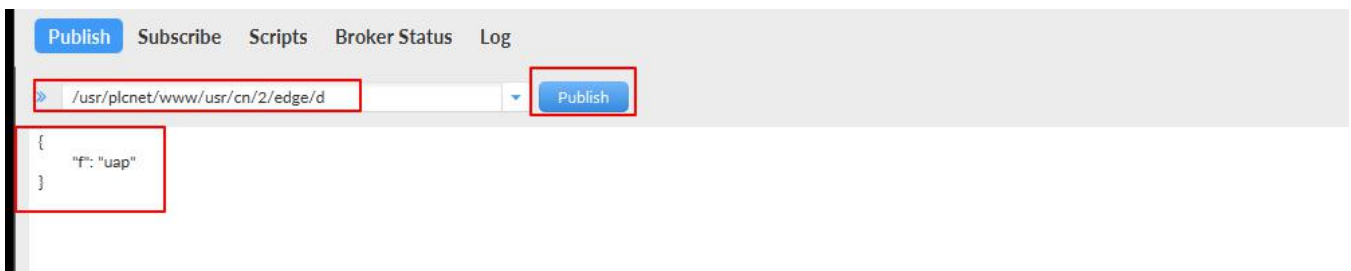 Publish Subscribe Scripts Broker Status Log
» /usr/plcnet/www/usr/cn/2/edge/d Publish
{
"f": "uap"
}